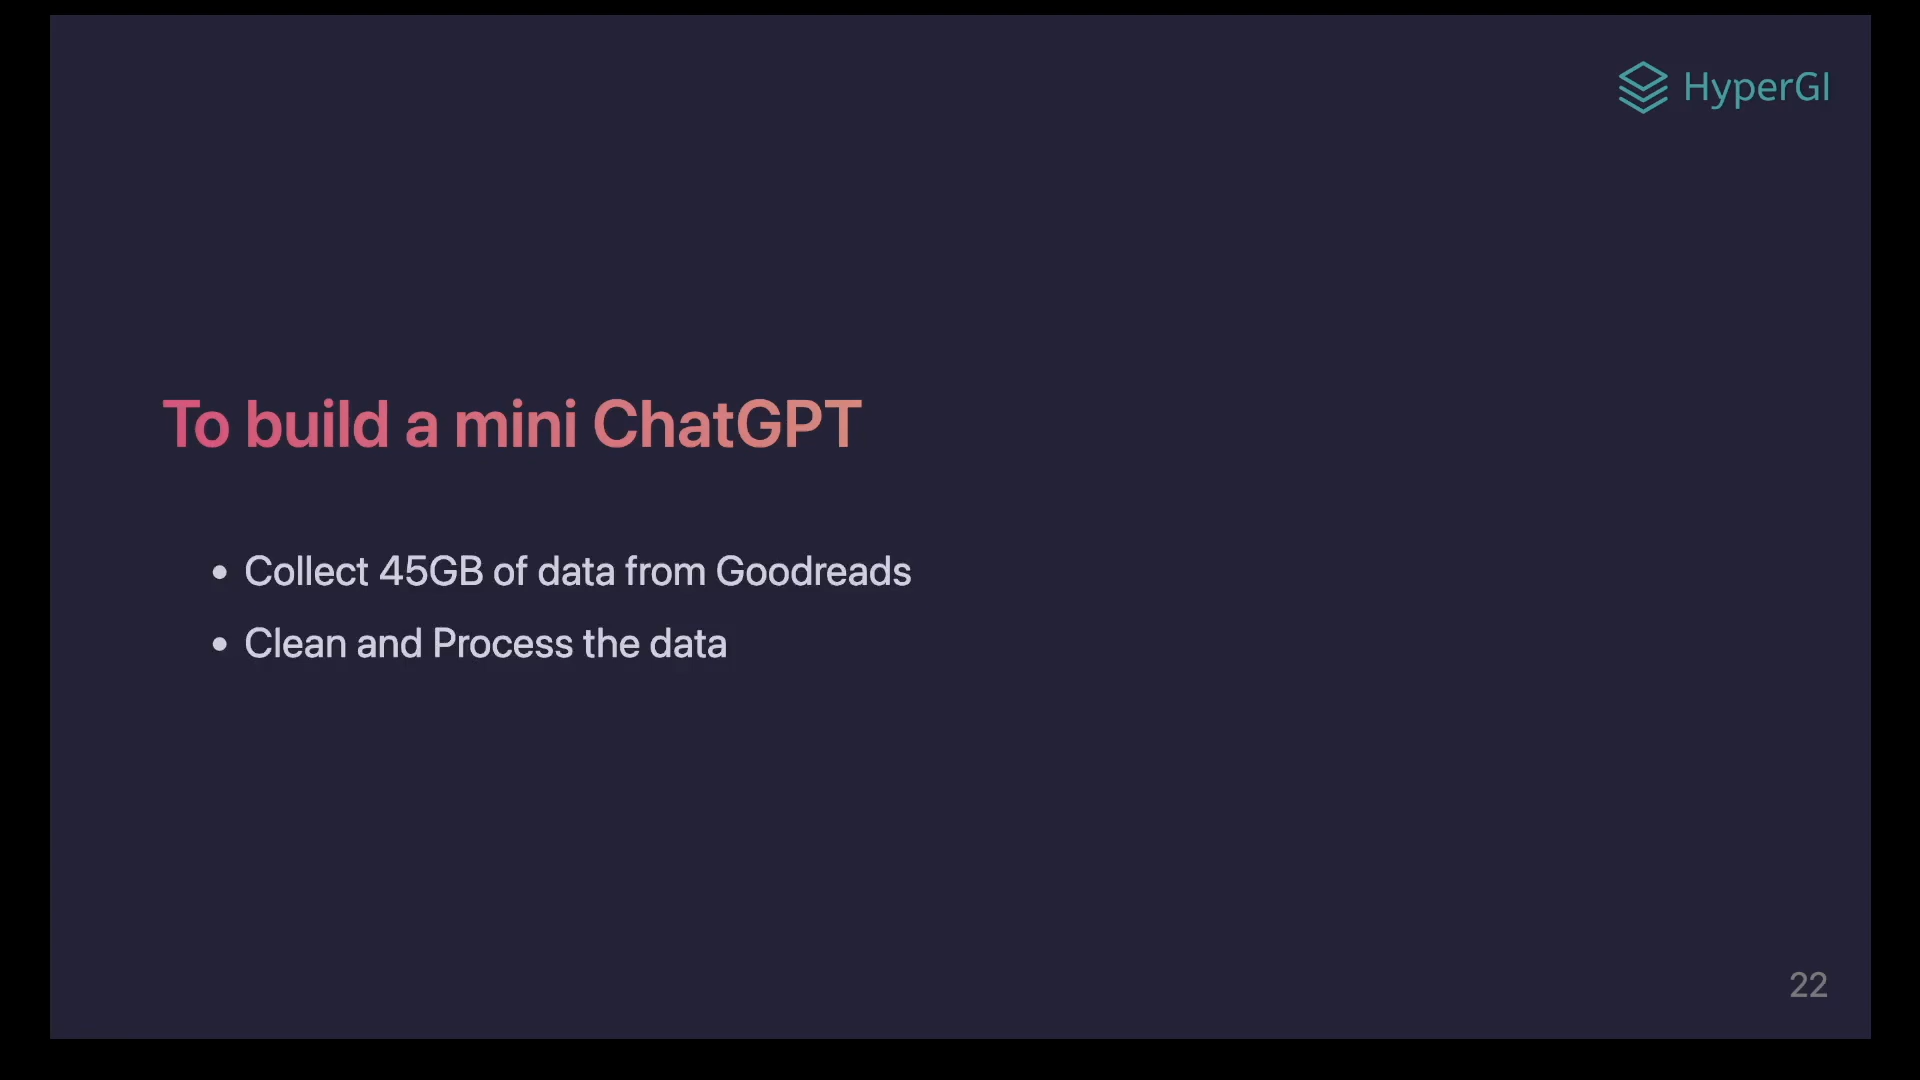 HyperGI
To build a mini ChatGPT
• Collect 45GB of data from Goodreads
• Clean and Process the data
22